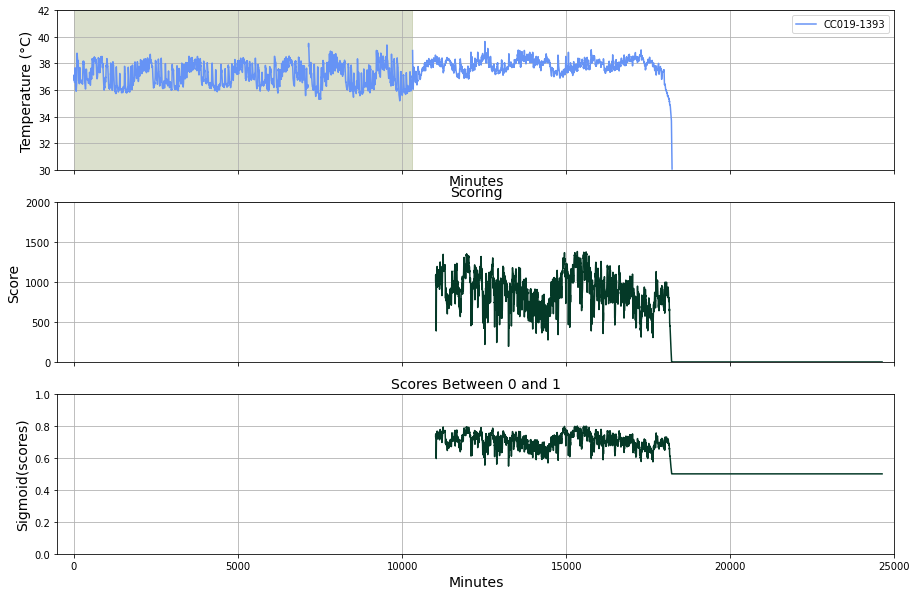 42
40
38
36
34
32
30
Temperature (°C)
CC019-1393
Minutes
Scoring
2000
1500
1000
500
0
Score
Scores Between 0 and 1
1.0
0.8
0.6
0.4
0.2
0.0
Sigmoid(scores)
0 5000 10000 15000 20000 25000
Minutes